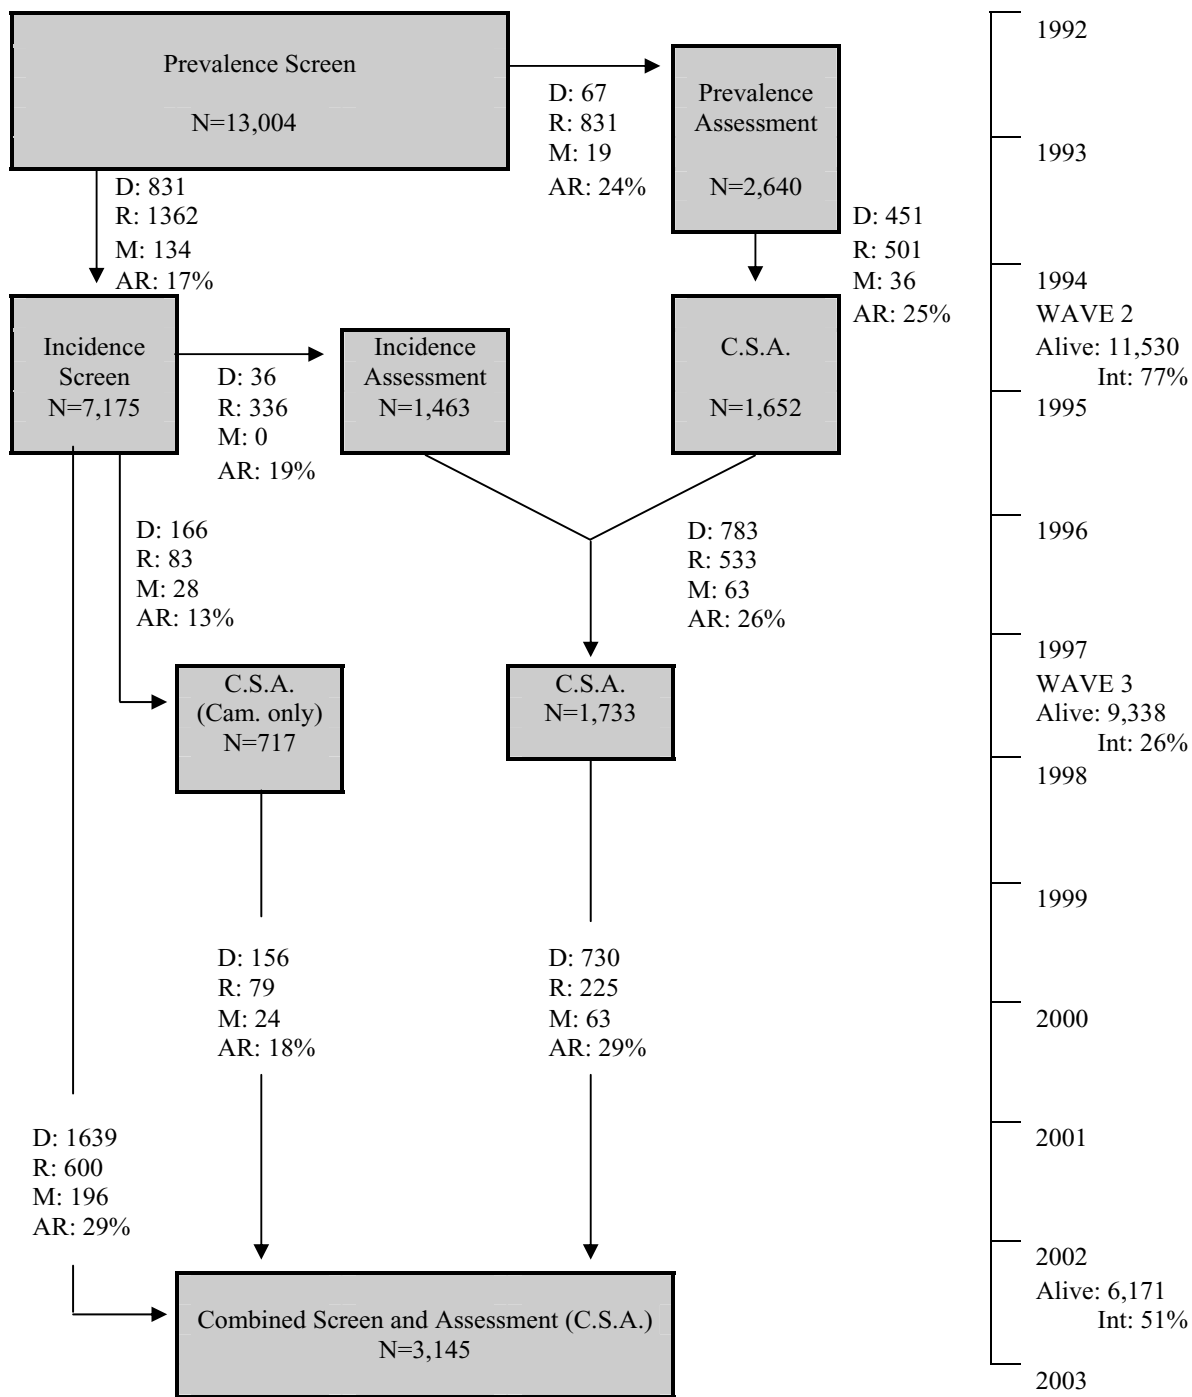 Prevalence Screen
N=13,004
D: 67
R: 831
M: 19
AR: 24%
Prevalence
Assessment
N=2,640
D: 831
R: 1362
M: 134
AR: 17%
D: 451
R: 501
M: 36
AR: 25%
Incidence
Screen
N=7,175
D: 36
R: 336
M: 0
AR: 19%
Incidence
Assessment
N=1,463
C.S.A.
N=1,652
D: 166
R: 83
M: 28
AR: 13%
D: 783
R: 533
M: 63
AR: 26%
C.S.A.
(Cam. only)
N=717
C.S.A.
N=1,733
D: 156
R: 79
M: 24
AR: 18%
D: 730
R: 225
M: 63
AR: 29%
D: 1639
R: 600
M: 196
AR: 29%
Combined Screen and Assessment (C.S.A.)
N=3,145
1992
1993
1994
WAVE 2
Alive: 11,530
Int: 77%
1995
1996
1997
WAVE 3
Alive: 9,338
Int: 26%
1998
1999
2000
2001
2002
Alive: 6,171
Int: 51%
2003